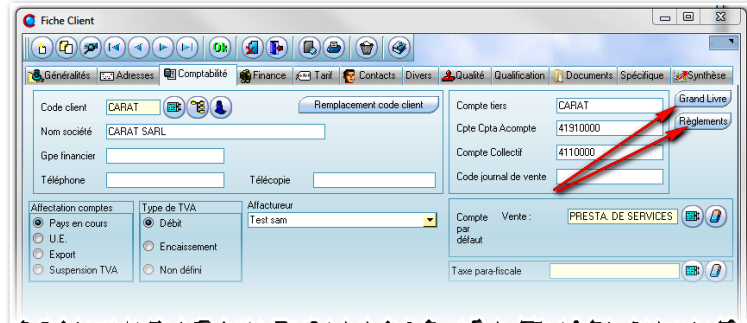 Fiche Client
Ok
Généralités Adresses Comptabilité Finance Tarif Contacts Divers Qualité Qualification Documents Spécifique Synthèse
Code client CARAT Remplacement code client
Nom société CARAT SARL
Gpe financier
Téléphone Télécopie
Compte tiers CARAT Grand Livre
Cpte Cpta Acompte 41910000 Règlements
Compte Collectif 4110000
Code journal de vente
Affectation comptes
Pays en cours
U.E.
Export
Suspension TVA
Type de TVA
Débit
Encaissement
Non défini
Affactureur
Test sam
Compte par défaut Vente : PRESTA. DE SERVICES
Taxe para-fiscale